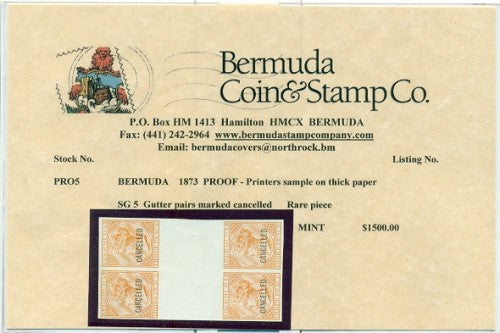 Bermuda
Coin&Stamp Co.
P.O. Box HM 1413 Hamilton HMCX BERMUDA
Fax: (441) 242-2964 www.bermudastampcompany.com
Email: bermudacovers@northrock.bm
Stock No. Listing No.
PRO5 BERMUDA 1873 PROOF - Printers sample on thick paper
SG 5 Gutter pairs marked cancelled Rare piece
MINT $1500.00
CANCELLED CANCELLED
CANCELLED CANCELLED